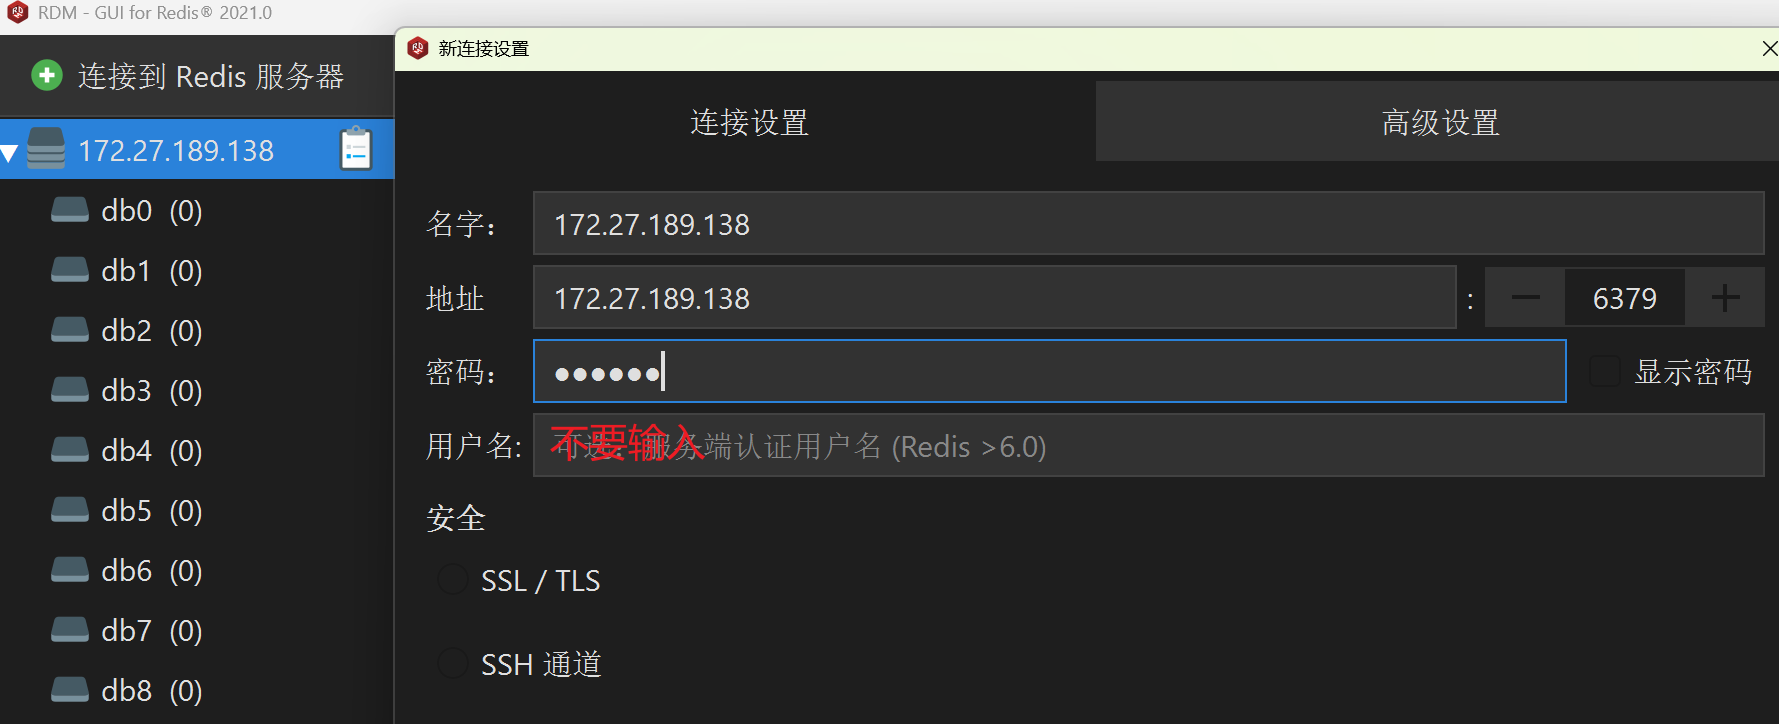 RDM - GUI for Redis® 2021.0
新连接设置
连接到 Redis 服务器
172.27.189.138
db0 (0)
db1 (0)
db2 (0)
db3 (0)
db4 (0)
db5 (0)
db6 (0)
db7 (0)
db8 (0)
连接设置
高级设置
名字：
172.27.189.138
地址
172.27.189.138
:
6379
密码：
●●●●●●
显示密码
用户名:
可选：服务端认证用户名 (Redis >6.0)
不要输入
安全
SSL / TLS
SSH 通道